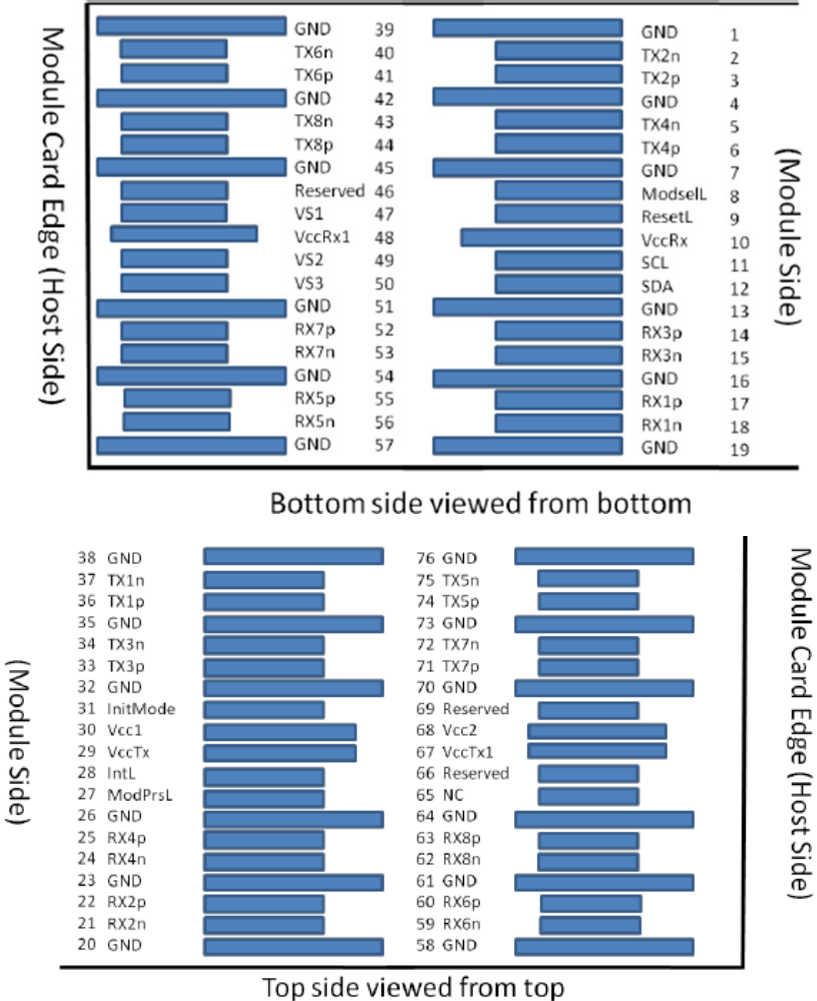 Module Card Edge (Host Side)
GND 39 GND 1
TX6n 40 TX2n 2
TX6p 41 TX2p 3
GND 42 GND 4
TX8n 43 TX4n 5
TX8p 44 TX4p 6
GND 45 GND 7
Reserved 46 ModselL 8
VS1 47 ResetL 9
VccRx1 48 VccRx 10
VS2 49 SCL 11
VS3 50 SDA 12
GND 51 GND 13
RX7p 52 RX3p 14
RX7n 53 RX3n 15
GND 54 GND 16
RX5p 55 RX1p 17
RX5n 56 RX1n 18
GND 57 GND 19
(Module Side)
Bottom side viewed from bottom
(Module Side)
38 GND 76 GND
37 TX1n 75 TX5n
36 TX1p 74 TX5p
35 GND 73 GND
34 TX3n 72 TX7n
33 TX3p 71 TX7p
32 GND 70 GND
31 InitMode 69 Reserved
30 Vcc1 68 Vcc2
29 VccTx 67 VccTx1
28 IntL 66 Reserved
27 ModPrsL 65 NC
26 GND 64 GND
25 RX4p 63 RX8p
24 RX4n 62 RX8n
23 GND 61 GND
22 RX2p 60 RX6p
21 RX2n 59 RX6n
20 GND 58 GND
Module Card Edge (Host Side)
Top side viewed from top